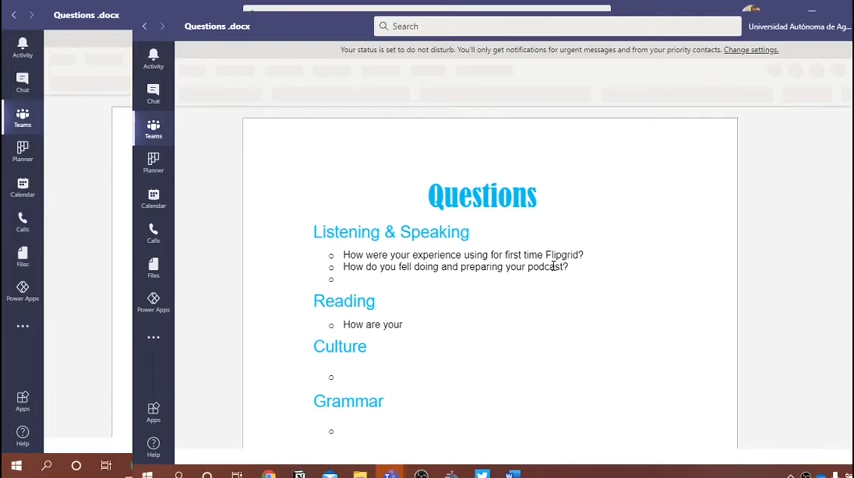 Questions .docx
Questions .docx
Search
Universidad Autónoma de Ag...
Your status is set to do not disturb. You'll only get notifications for urgent messages and from your priority contacts. Change settings.
Activity
Chat
Teams
Planner
Calendar
Calls
Files
Power Apps
Apps
Help
Activity
Chat
Teams
Planner
Calendar
Calls
Files
Power Apps
Apps
Help
Questions
Listening & Speaking
How were your experience using for first time Flipgrid?
How do you fell doing and preparing your podcast?
Reading
How are your
Culture
Grammar